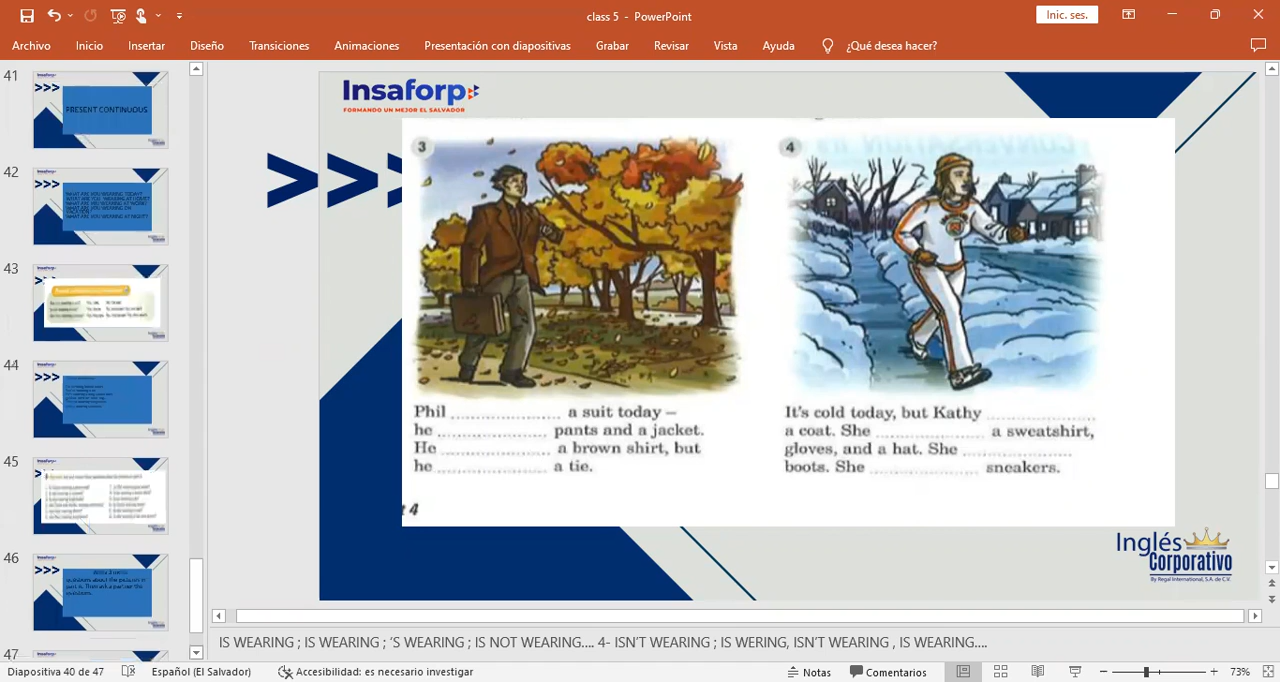 class 5 - PowerPoint
Inic. ses.
Archivo Inicio Insertar Diseño Transiciones Animaciones Presentación con diapositivas Grabar Revisar Vista Ayuda ¿Qué desea hacer?
41
PRESENT CONTINUOUS
42
43
44
45
46
47
Insaforp
FORMANDO UN MEJOR EL SALVADOR
3
Phil .................... a suit today –
he .................... pants and a jacket.
He .................... a brown shirt, but
he .................... a tie.
4
It's cold today, but Kathy ....................
a coat. She .................... a sweatshirt,
gloves, and a hat. She ....................
boots. She .................... sneakers.
4
Inglés
Corporativo
By Regal International, S.A. de C.V.
IS WEARING ; IS WEARING ; ‘S WEARING ; IS NOT WEARING…. 4- ISN’T WEARING ; IS WERING, ISN’T WEARING , IS WEARING….
Diapositiva 40 de 47 Español (El Salvador) Accesibilidad: es necesario investigar Notas Comentarios 73%